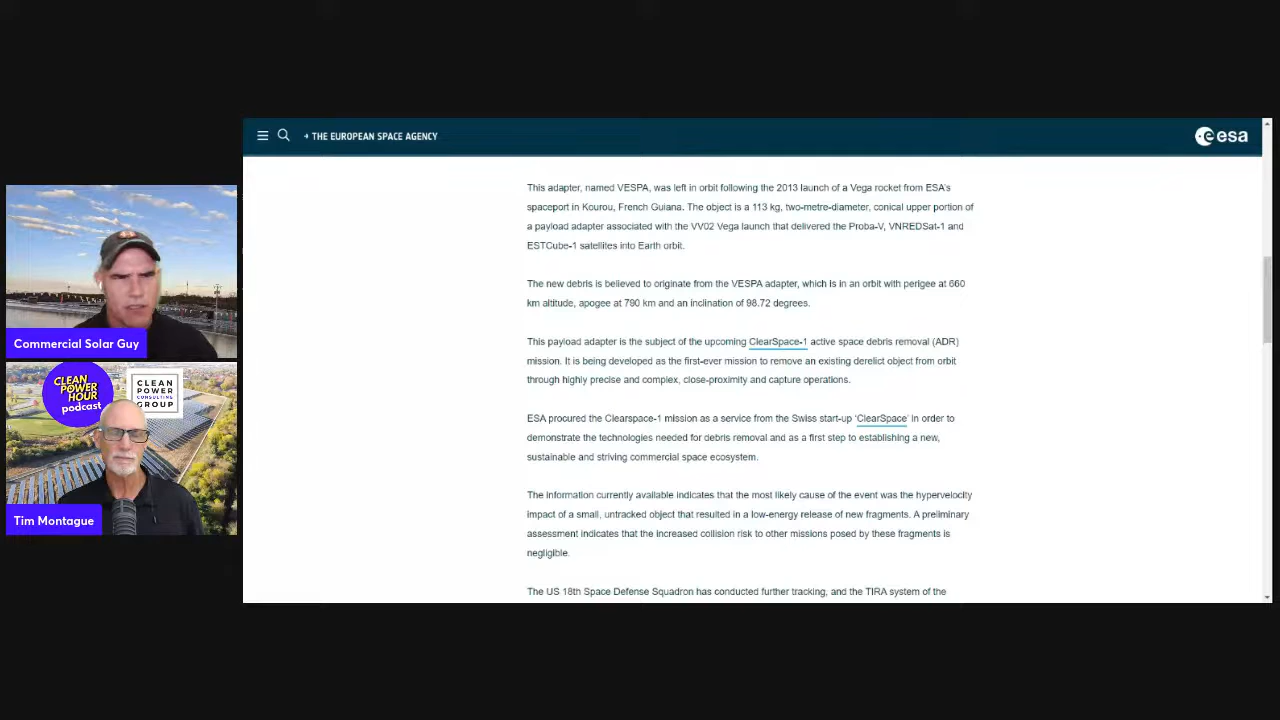 → THE EUROPEAN SPACE AGENCY
esa
This adapter, named VESPA, was left in orbit following the 2013 launch of a Vega rocket from ESA's
spaceport in Kourou, French Guiana. The object is a 113 kg, two-metre-diameter, conical upper portion of
a payload adapter associated with the VV02 Vega launch that delivered the Proba-V, VNREDSat-1 and
ESTCube-1 satellites into Earth orbit.
The new debris is believed to originate from the VESPA adapter, which is in an orbit with perigee at 660
km altitude, apogee at 790 km and an inclination of 98.72 degrees.
This payload adapter is the subject of the upcoming ClearSpace-1 active space debris removal (ADR)
mission. It is being developed as the first-ever mission to remove an existing derelict object from orbit
through highly precise and complex, close-proximity and capture operations.
ESA procured the Clearspace-1 mission as a service from the Swiss start-up 'ClearSpace' in order to
demonstrate the technologies needed for debris removal and as a first step to establishing a new,
sustainable and striving commercial space ecosystem.
The information currently available indicates that the most likely cause of the event was the hypervelocity
impact of a small, untracked object that resulted in a low-energy release of new fragments. A preliminary
assessment indicates that the increased collision risk to other missions posed by these fragments is
negligible.
The US 18th Space Defense Squadron has conducted further tracking, and the TIRA system of the
Commercial Solar Guy
CLEAN
POWER
HOUR
podcast
CLEAN
POWER
CONSULTING
GROUP
Tim Montague